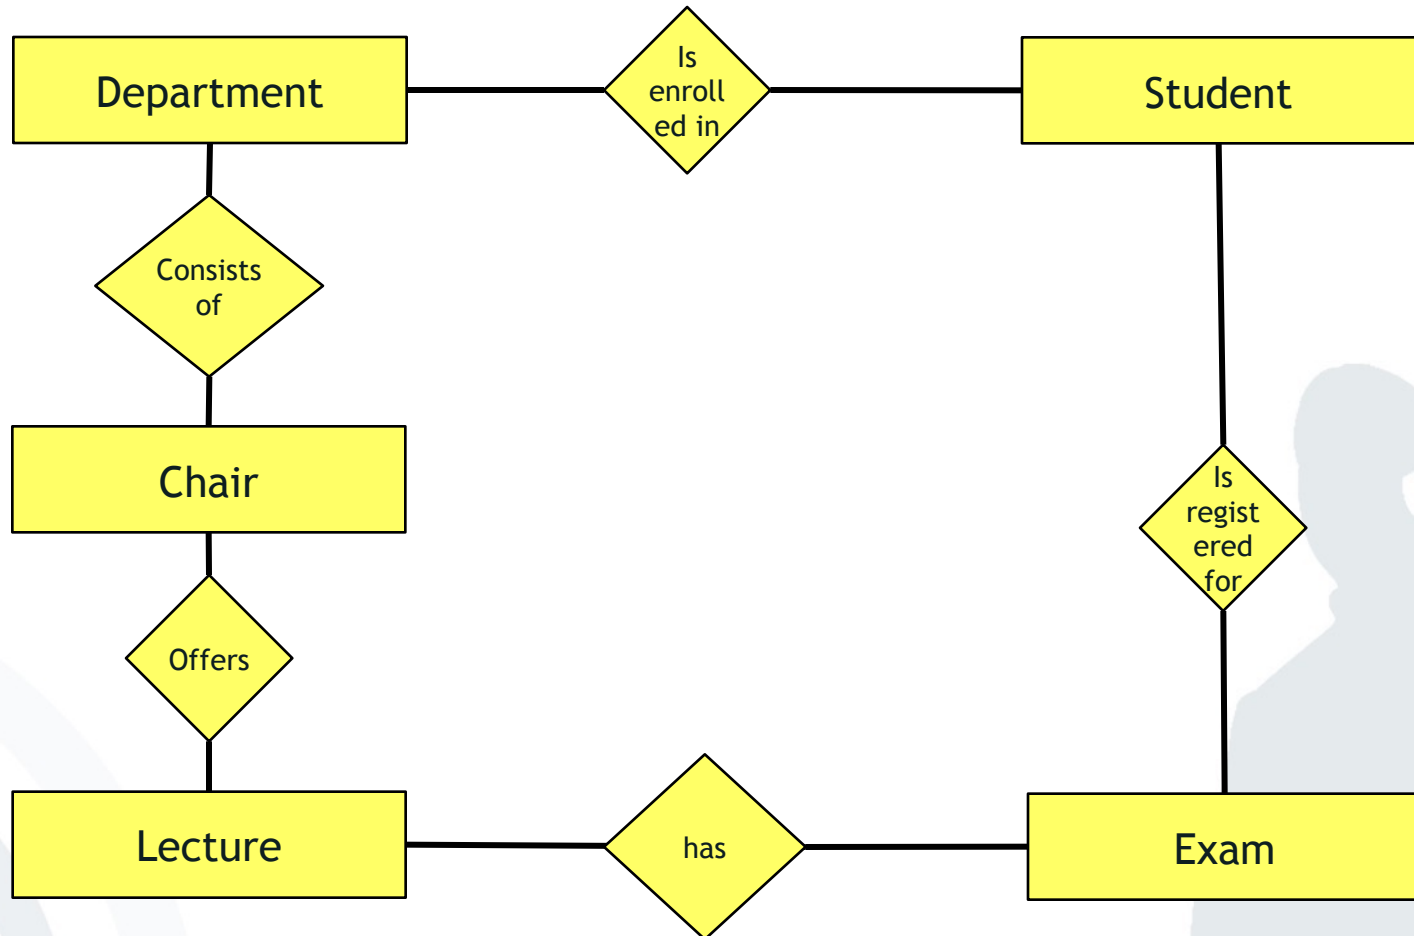 Department
Is
enroll
ed in
Student
Consists
of
Chair
Is
regist
ered
for
Offers
Lecture
has
Exam